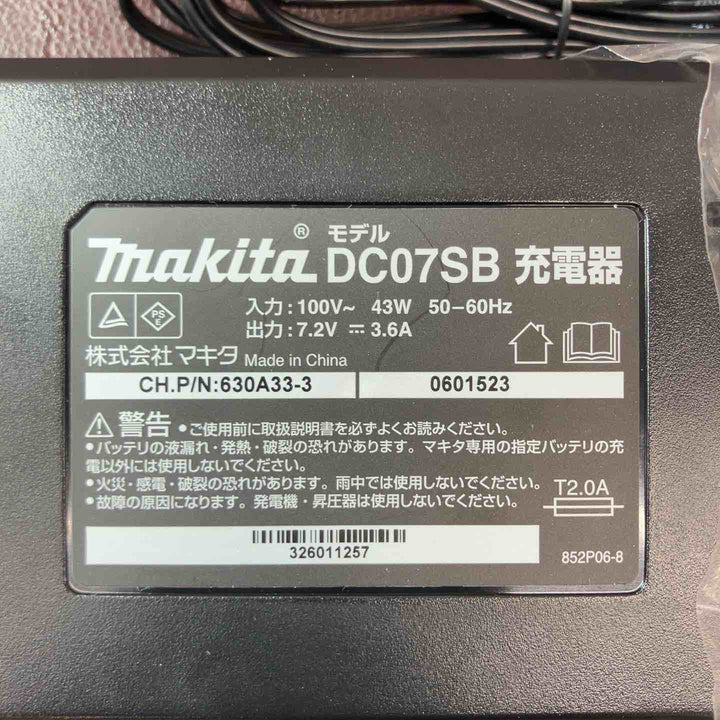 makita® モデル DC07SB 充電器
入力:100V~ 43W 50-60Hz
出力:7.2V ⎓ 3.6A
PS
E
株式会社 マキタ Made in China
CH.P/N:630A33-3 0601523
⚠警告 ・ご使用前に取扱説明書を必ずよくお読みください。
●バッテリの液漏れ・発熱・破裂の恐れがあります。マキタ専用の指定バッテリの充
電以外には使用しないでください。
●火災・感電・破裂の恐れがあります。雨中では使用しないでください。
●故障の原因になります。発電機・昇圧器は使用しないでください。
T2.0A
326011257
852P06-8